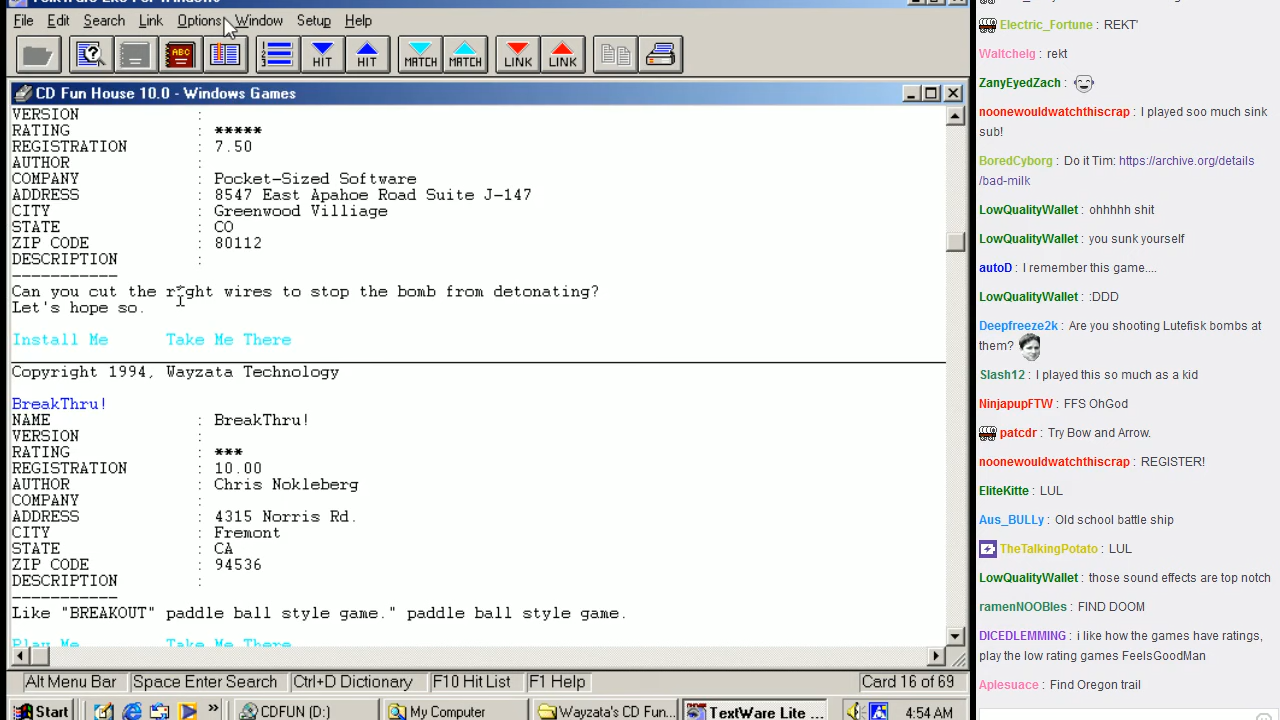 File Edit Search Link Options Window Setup Help
ABC HIT HIT MATCH MATCH LINK LINK
CD Fun House 10.0 - Windows Games
VERSION :
RATING : *****
REGISTRATION : 7.50
AUTHOR :
COMPANY : Pocket-Sized Software
ADDRESS : 8547 East Apahoe Road Suite J-147
CITY : Greenwood Villiage
STATE : CO
ZIP CODE : 80112
DESCRIPTION :
-----------
Can you cut the right wires to stop the bomb from detonating?
Let's hope so.
Install Me Take Me There
Copyright 1994, Wayzata Technology
BreakThru!
NAME : BreakThru!
VERSION :
RATING : ***
REGISTRATION : 10.00
AUTHOR : Chris Nokleberg
COMPANY :
ADDRESS : 4315 Norris Rd.
CITY : Fremont
STATE : CA
ZIP CODE : 94536
DESCRIPTION :
-----------
Like "BREAKOUT" paddle ball style game." paddle ball style game.
Play Me Take Me There
Alt Menu Bar Space Enter Search Ctrl+D Dictionary F10 Hit List F1 Help Card 16 of 69
Start » CDFUN (D:) My Computer Wayzata's CD Fun... TextWare Lite ... 4:54 AM
Electric_Fortune : REKT'
Waltchelg : rekt
ZanyEyedZach :
noonewouldwatchthiscrap : I played soo much sink
sub!
BoredCyborg : Do it Tim: https://archive.org/details
/bad-milk
LowQualityWallet : ohhhhh shit
LowQualityWallet : you sunk yourself
autoD : I remember this game....
LowQualityWallet : :DDD
Deepfreeze2k : Are you shooting Lutefisk bombs at
them?
Slash12 : I played this so much as a kid
NinjapupFTW : FFS OhGod
patcdr : Try Bow and Arrow.
noonewouldwatchthiscrap : REGISTER!
EliteKitte : LUL
Aus_BULLy : Old school battle ship
TheTalkingPotato : LUL
LowQualityWallet : those sound effects are top notch
ramenNOOBles : FIND DOOM
DICEDLEMMING : i like how the games have ratings,
play the low rating games FeelsGoodMan
Aplesuace : Find Oregon trail